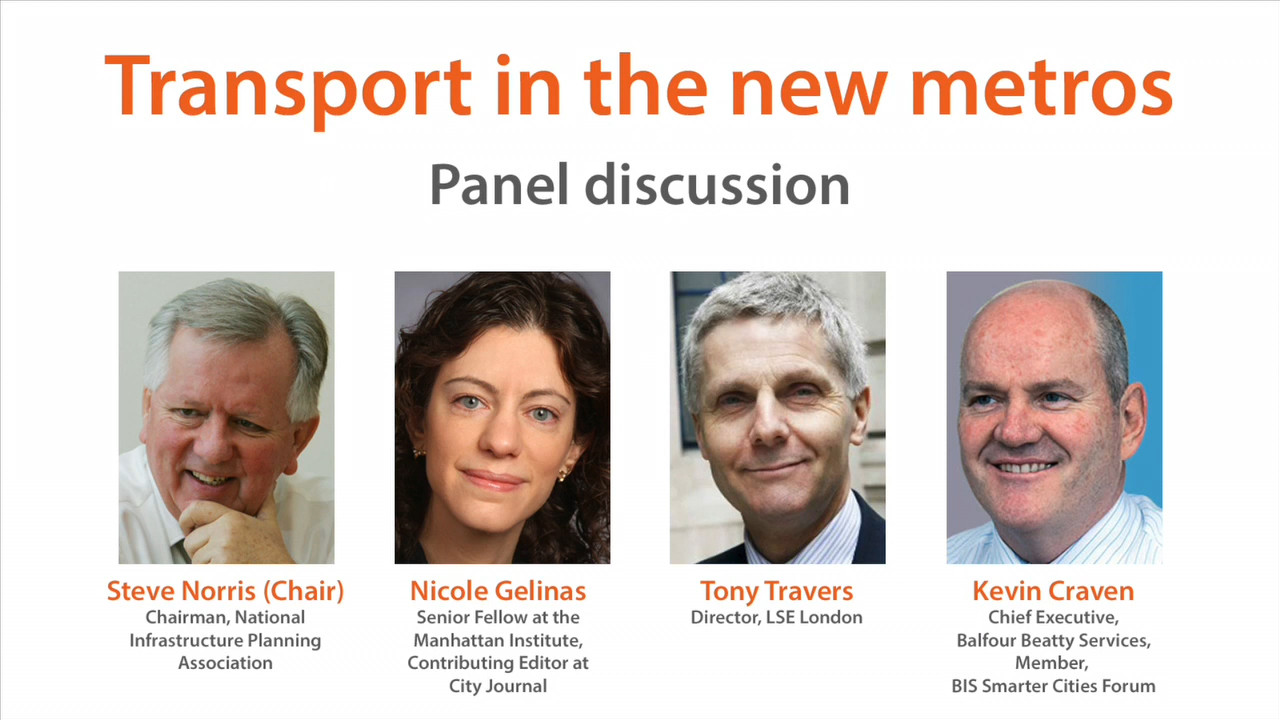 Transport in the new metros
Panel discussion
Steve Norris (Chair)
Chairman, National
Infrastructure Planning
Association
Nicole Gelinas
Senior Fellow at the
Manhattan Institute,
Contributing Editor at
City Journal
Tony Travers
Director, LSE London
Kevin Craven
Chief Executive,
Balfour Beatty Services,
Member,
BIS Smarter Cities Forum